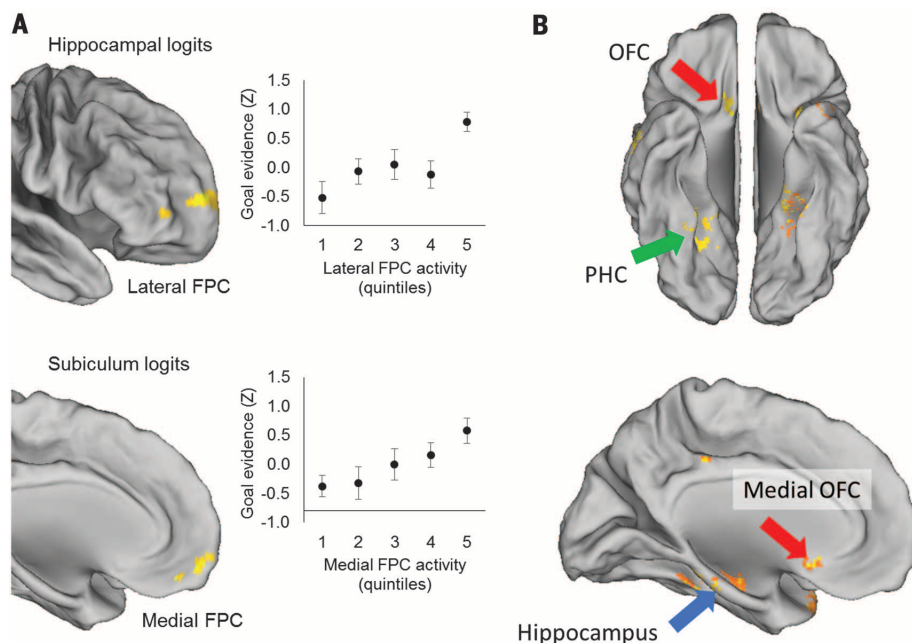 A
Hippocampal logits
Goal evidence (Z)
1.5
1.0
0.5
0.0
-0.5
-1.0
1 2 3 4 5
Lateral FPC activity
(quintiles)
Lateral FPC
Subiculum logits
Goal evidence (Z)
1.5
1.0
0.5
0.0
-0.5
-1.0
1 2 3 4 5
Medial FPC activity
(quintiles)
Medial FPC
B
OFC
PHC
Medial OFC
Hippocampus